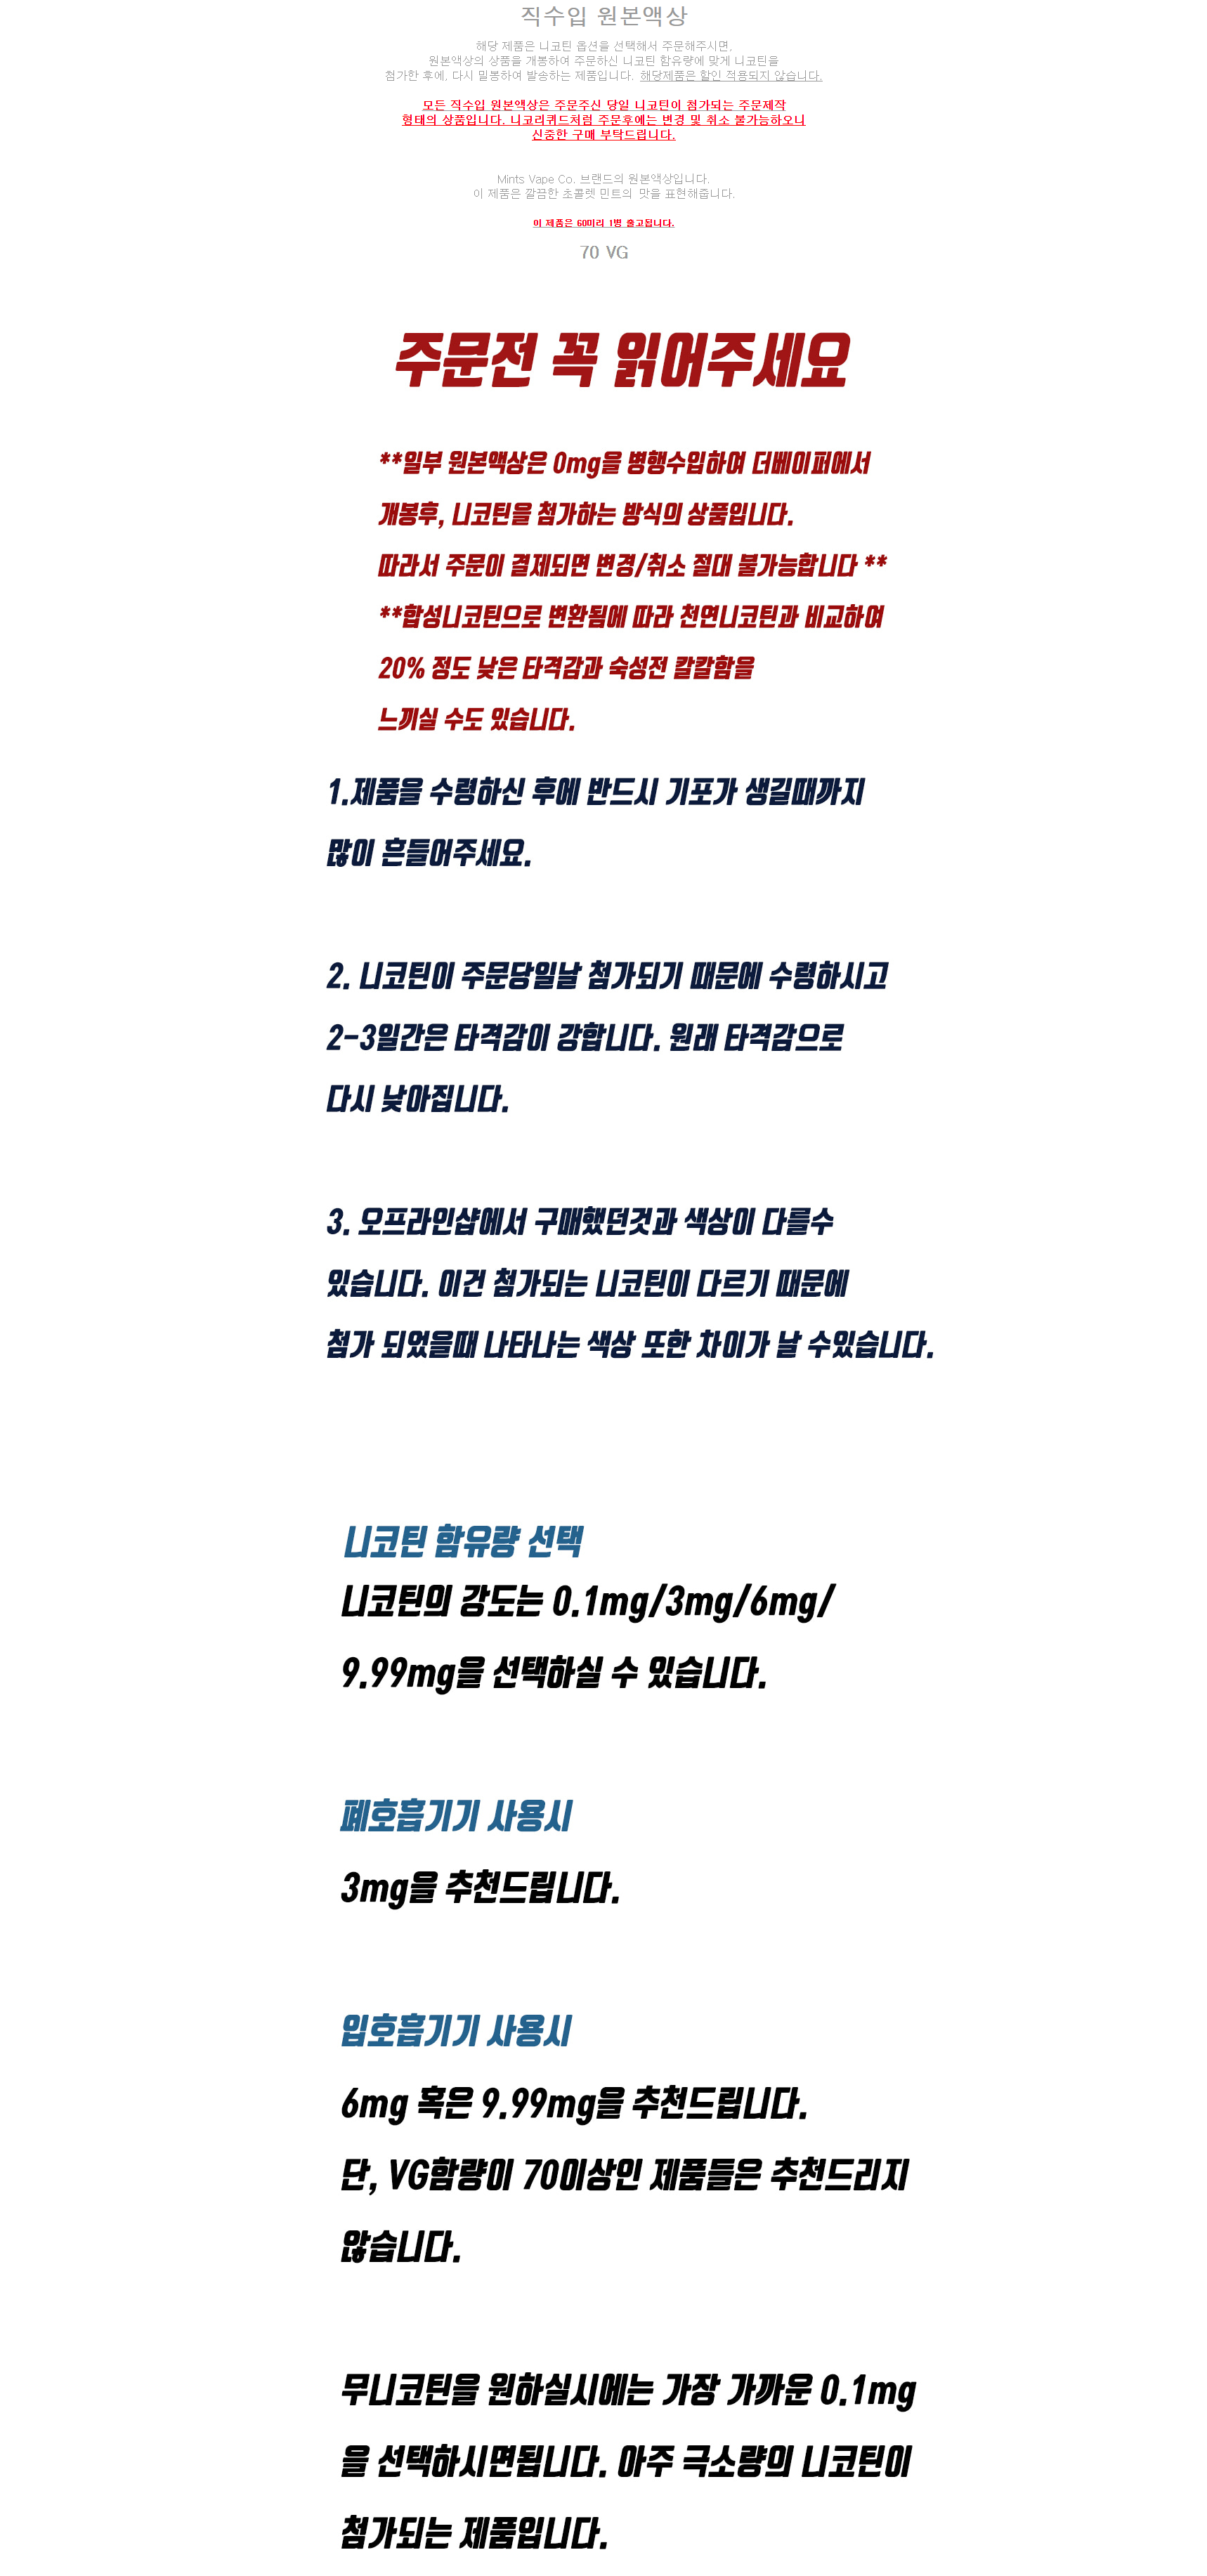 직수입 원본액상
해당 제품은 니코틴 옵션을 선택해서 주문해주시면,
원본액상의 상품을 개봉하여 주문하신 니코틴 함유량에 맞게 니코틴을
첨가한 후에, 다시 밀봉하여 발송하는 제품입니다. 해당제품은 할인 적용되지 않습니다.
모든 직수입 원본액상은 주문주신 당일 니코틴이 첨가되는 주문제작
형태의 상품입니다. 니코리퀴드처럼 주문후에는 변경 및 취소 불가능하오니
신중한 구매 부탁드립니다.
Mints Vape Co. 브랜드의 원본액상입니다.
이 제품은 깔끔한 초콜렛 민트의 맛을 표현해줍니다.
이 제품은 60미리 1병 출고됩니다.
70 VG
주문전 꼭 읽어주세요
**일부 원본액상은 0mg을 병행수입하여 더베이퍼에서
개봉후, 니코틴을 첨가하는 방식의 상품입니다.
따라서 주문이 결제되면 변경/취소 절대 불가능합니다 **
**합성니코틴으로 변환됨에 따라 천연니코틴과 비교하여
20% 정도 낮은 타격감과 숙성전 칼칼함을
느끼실 수도 있습니다.
1.제품을 수령하신 후에 반드시 기포가 생길때까지
많이 흔들어주세요.
2. 니코틴이 주문당일날 첨가되기 때문에 수령하시고
2-3일간은 타격감이 강합니다. 원래 타격감으로
다시 낮아집니다.
3. 오프라인샵에서 구매했던것과 색상이 다를수
있습니다. 이건 첨가되는 니코틴이 다르기 때문에
첨가 되었을때 나타나는 색상 또한 차이가 날 수있습니다.
니코틴 함유량 선택
니코틴의 강도는 0.1mg/3mg/6mg/
9.99mg을 선택하실 수 있습니다.
폐호흡기기 사용시
3mg을 추천드립니다.
입호흡기기 사용시
6mg 혹은 9.99mg을 추천드립니다.
단, VG함량이 70이상인 제품들은 추천드리지
않습니다.
무니코틴을 원하실시에는 가장 가까운 0.1mg
을 선택하시면됩니다. 아주 극소량의 니코틴이
첨가되는 제품입니다.